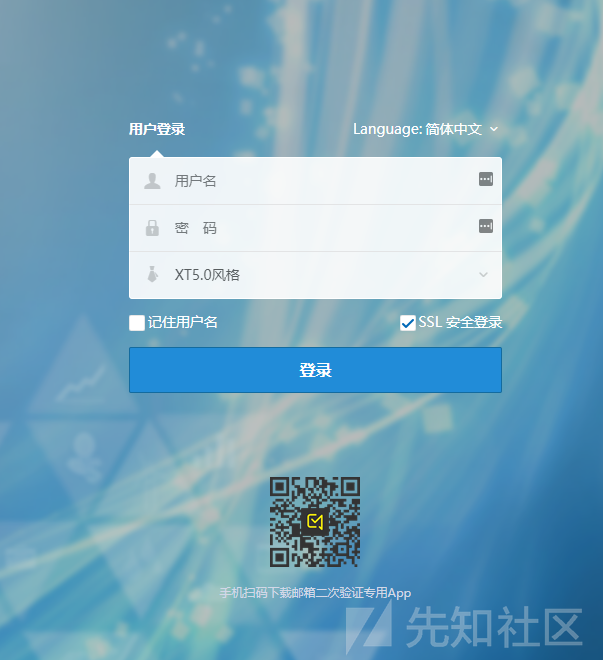 用户登录 Language: 简体中文
用户名
密 码
XT5.0风格
记住用户名 SSL 安全登录
登录
手机扫码下载邮箱二次验证专用App
先知社区